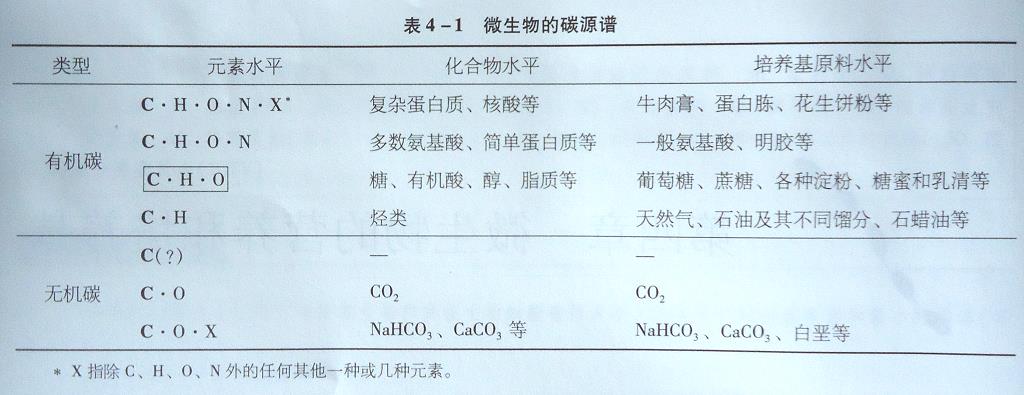 表4-1 微生物的碳源谱
类型 元素水平 化合物水平 培养基原料水平
C·H·O·N·X* 复杂蛋白质、核酸等 牛肉膏、蛋白胨、花生饼粉等
C·H·O·N 多数氨基酸、简单蛋白质等 一般氨基酸、明胶等
有机碳
C·H·O 糖、有机酸、醇、脂质等 葡萄糖、蔗糖、各种淀粉、糖蜜和乳清等
C·H 烃类 天然气、石油及其不同馏分、石蜡油等
C(?) — —
无机碳 C·O CO₂ CO₂
C·O·X NaHCO₃、CaCO₃ 等 NaHCO₃、CaCO₃、白垩等
* X 指除 C、H、O、N 外的任何其他一种或几种元素。